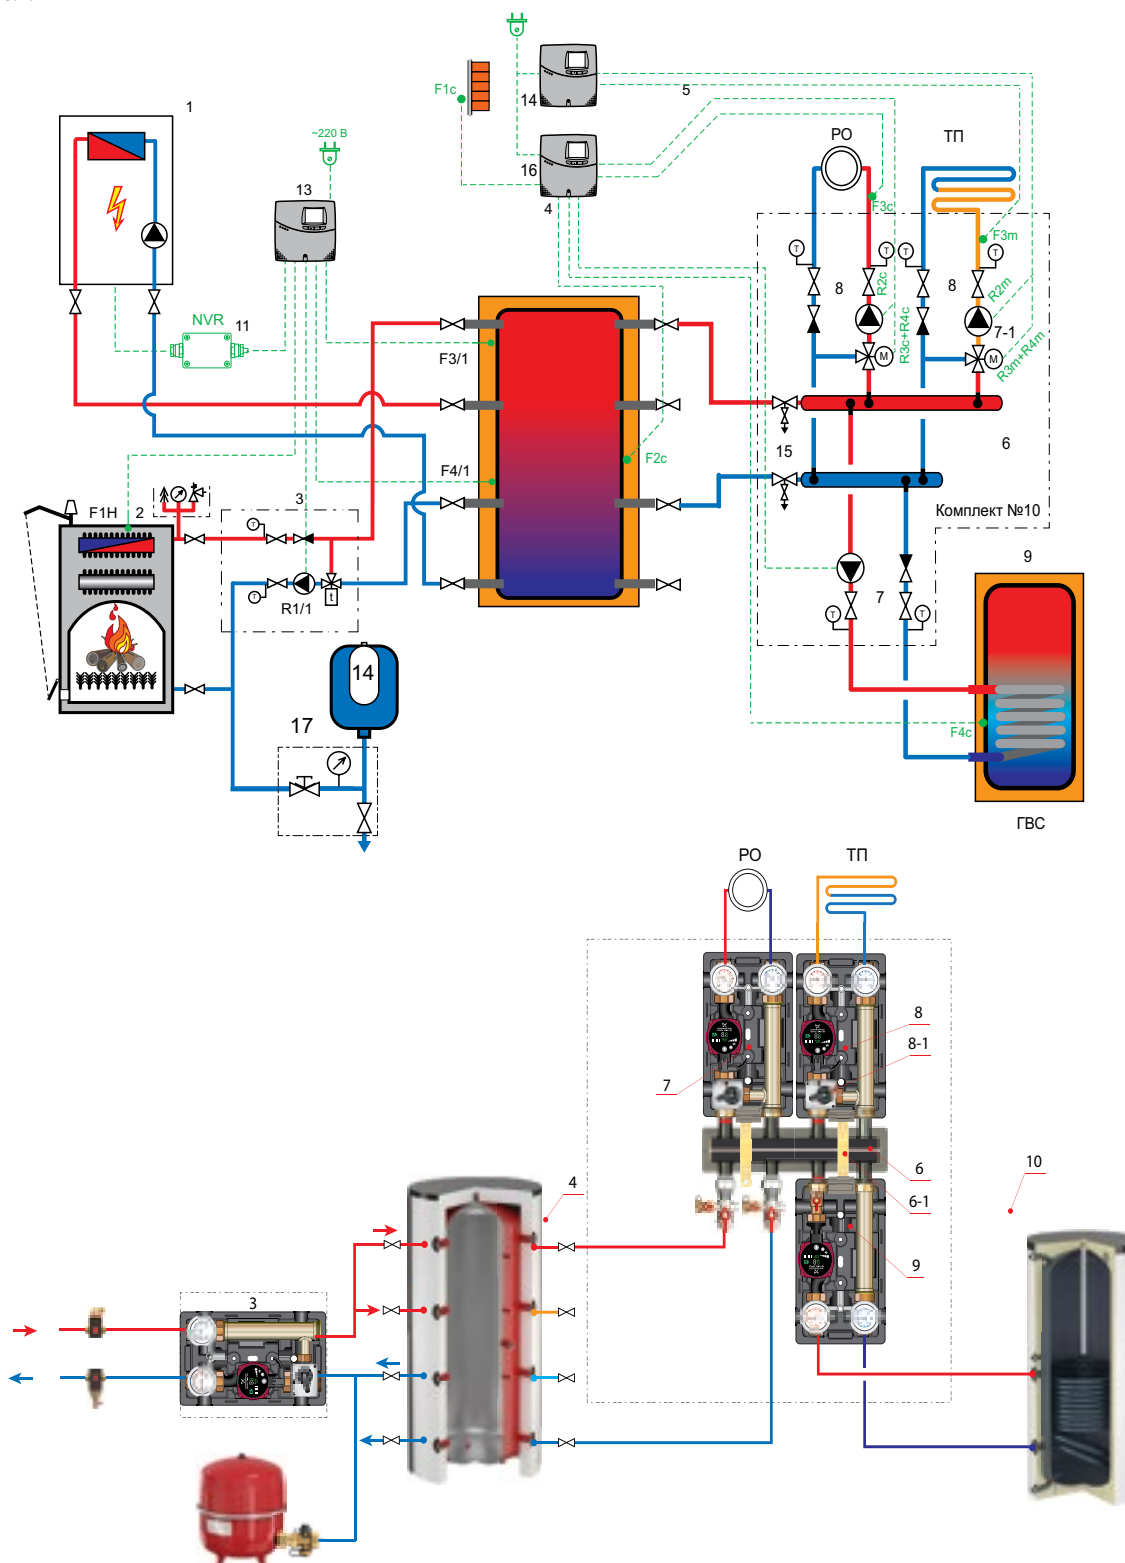 1
~220 В
13
NVR
11
F1c
14
16
4
5
РО
ТП
F3c
F3m
8
8
R2c
R2m
7-1
R3c+R4c
R3m+R4m
M
M
T
T
T
T
F3/1
F4/1
F2c
15
6
Комплект №10
F1H
2
3
T
T
R1/1
t
7
T
T
9
F4c
ГВС
14
17
РО
ТП
8
8-1
7
6
6-1
9
10
4
3